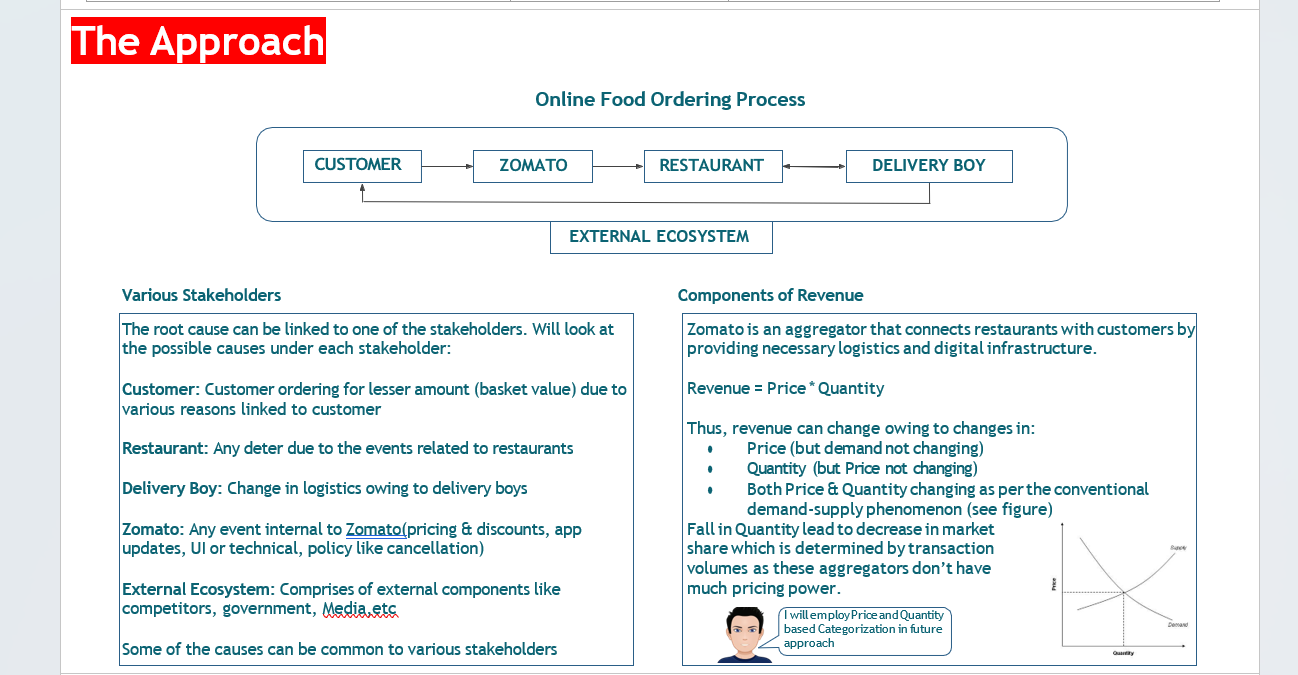 The Approach
Online Food Ordering Process
CUSTOMER
ZOMATO
RESTAURANT
DELIVERY BOY
EXTERNAL ECOSYSTEM
Various Stakeholders
The root cause can be linked to one of the stakeholders. Will look at
the possible causes under each stakeholder:
Customer: Customer ordering for lesser amount (basket value) due to
various reasons linked to customer
Restaurant: Any deter due to the events related to restaurants
Delivery Boy: Change in logistics owing to delivery boys
Zomato: Any event internal to Zomato(pricing & discounts, app
updates, UI or technical, policy like cancellation)
External Ecosystem: Comprises of external components like
competitors, government, Media,etc
Some of the causes can be common to various stakeholders
Components of Revenue
Zomato is an aggregator that connects restaurants with customers by
providing necessary logistics and digital infrastructure.
Revenue = Price * Quantity
Thus, revenue can change owing to changes in:
• Price (but demand not changing)
• Quantity (but Price not changing)
• Both Price & Quantity changing as per the conventional
demand-supply phenomenon (see figure)
Fall in Quantity lead to decrease in market
share which is determined by transaction
volumes as these aggregators don't have
much pricing power.
I will employ Price and Quantity
based Categorization in future
approach
Price
Supply
Demand
Quantity